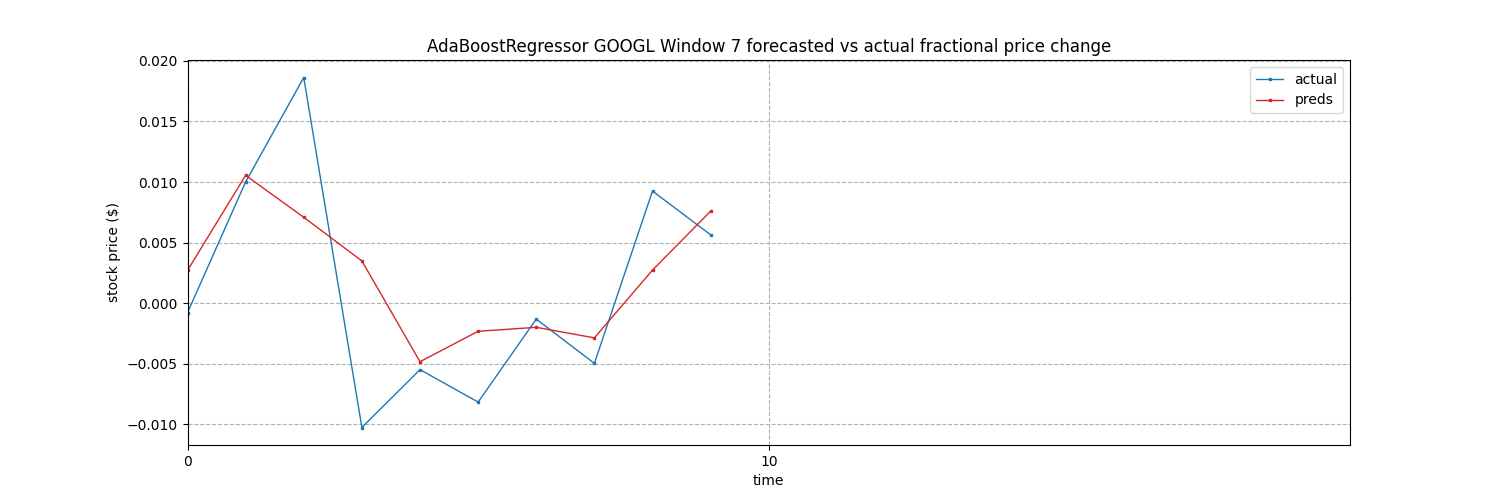 AdaBoostRegressor GOOGL Window 7 forecasted vs actual fractional price change
0.020
0.015
0.010
0.005
0.000
−0.005
−0.010
stock price ($)
actual
preds
0
10
time